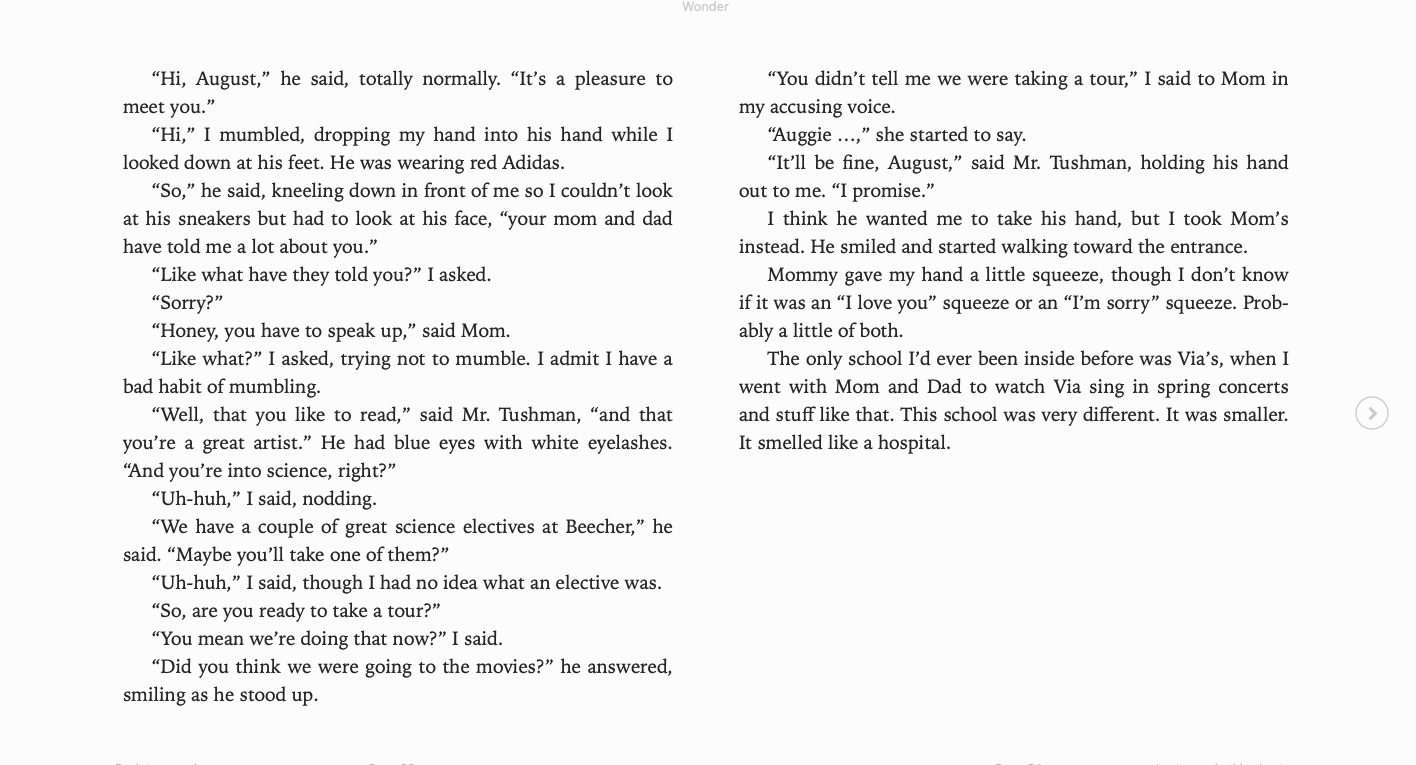 Wonder
“Hi, August,” he said, totally normally. “It’s a pleasure to
meet you.”
“Hi,” I mumbled, dropping my hand into his hand while I
looked down at his feet. He was wearing red Adidas.
“So,” he said, kneeling down in front of me so I couldn’t look
at his sneakers but had to look at his face, “your mom and dad
have told me a lot about you.”
“Like what have they told you?” I asked.
“Sorry?”
“Honey, you have to speak up,” said Mom.
“Like what?” I asked, trying not to mumble. I admit I have a
bad habit of mumbling.
“Well, that you like to read,” said Mr. Tushman, “and that
you’re a great artist.” He had blue eyes with white eyelashes.
“And you’re into science, right?”
“Uh-huh,” I said, nodding.
“We have a couple of great science electives at Beecher,” he
said. “Maybe you’ll take one of them?”
“Uh-huh,” I said, though I had no idea what an elective was.
“So, are you ready to take a tour?”
“You mean we’re doing that now?” I said.
“Did you think we were going to the movies?” he answered,
smiling as he stood up.
“You didn’t tell me we were taking a tour,” I said to Mom in
my accusing voice.
“Auggie …,” she started to say.
“It’ll be fine, August,” said Mr. Tushman, holding his hand
out to me. “I promise.”
I think he wanted me to take his hand, but I took Mom’s
instead. He smiled and started walking toward the entrance.
Mommy gave my hand a little squeeze, though I don’t know
if it was an “I love you” squeeze or an “I’m sorry” squeeze. Prob-
ably a little of both.
The only school I’d ever been inside before was Via’s, when I
went with Mom and Dad to watch Via sing in spring concerts
and stuff like that. This school was very different. It was smaller.
It smelled like a hospital.